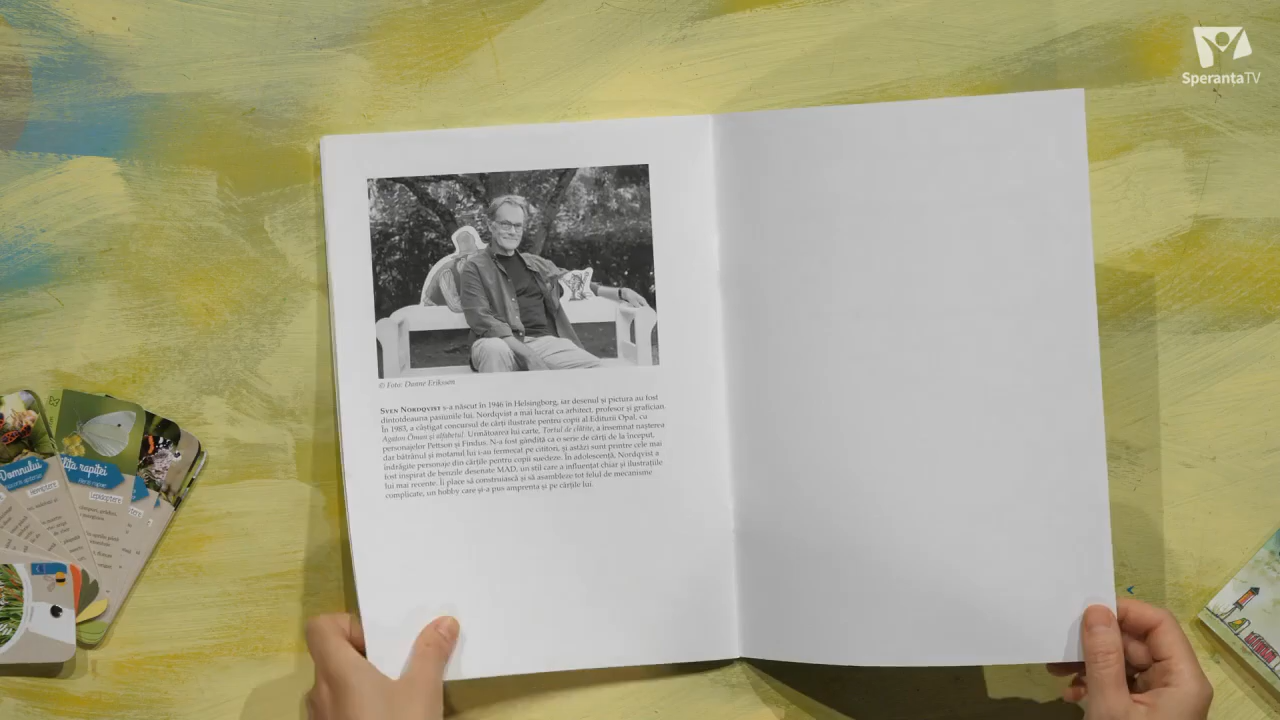 SperantaTV
© Foto: Danne Eriksson
SVEN NORDQVIST s-a născut în 1946 în Helsingborg, iar desenul și pictura au fost
dintotdeauna pasiunile lui. Nordqvist a mai lucrat ca arhitect, profesor și grafician
În 1983, a câștigat concursul de cărți ilustrate pentru copii al Editurii Opal, cu
Agaton Öman și alfabetul. Următoarea lui carte, Tortul de clătite, a însemnat nașterea
personajelor Pettson și Findus. N-a fost gândită ca o serie de cărți de la început,
dar bătrânul și motanul lui i-au fermecat pe cititori, și astăzi sunt printre cele mai
îndrăgite personaje din cărțile pentru copii suedeze. În adolescență, Nordqvist a
fost inspirat de benzile desenate MAD, un stil care a influențat chiar și ilustrațiile
lui mai recente. Îi place să construiască și să asambleze tot felul de mecanisme
complicate, un hobby care și-a pus amprenta și pe cărțile lui.
Domnului
ița rapiței